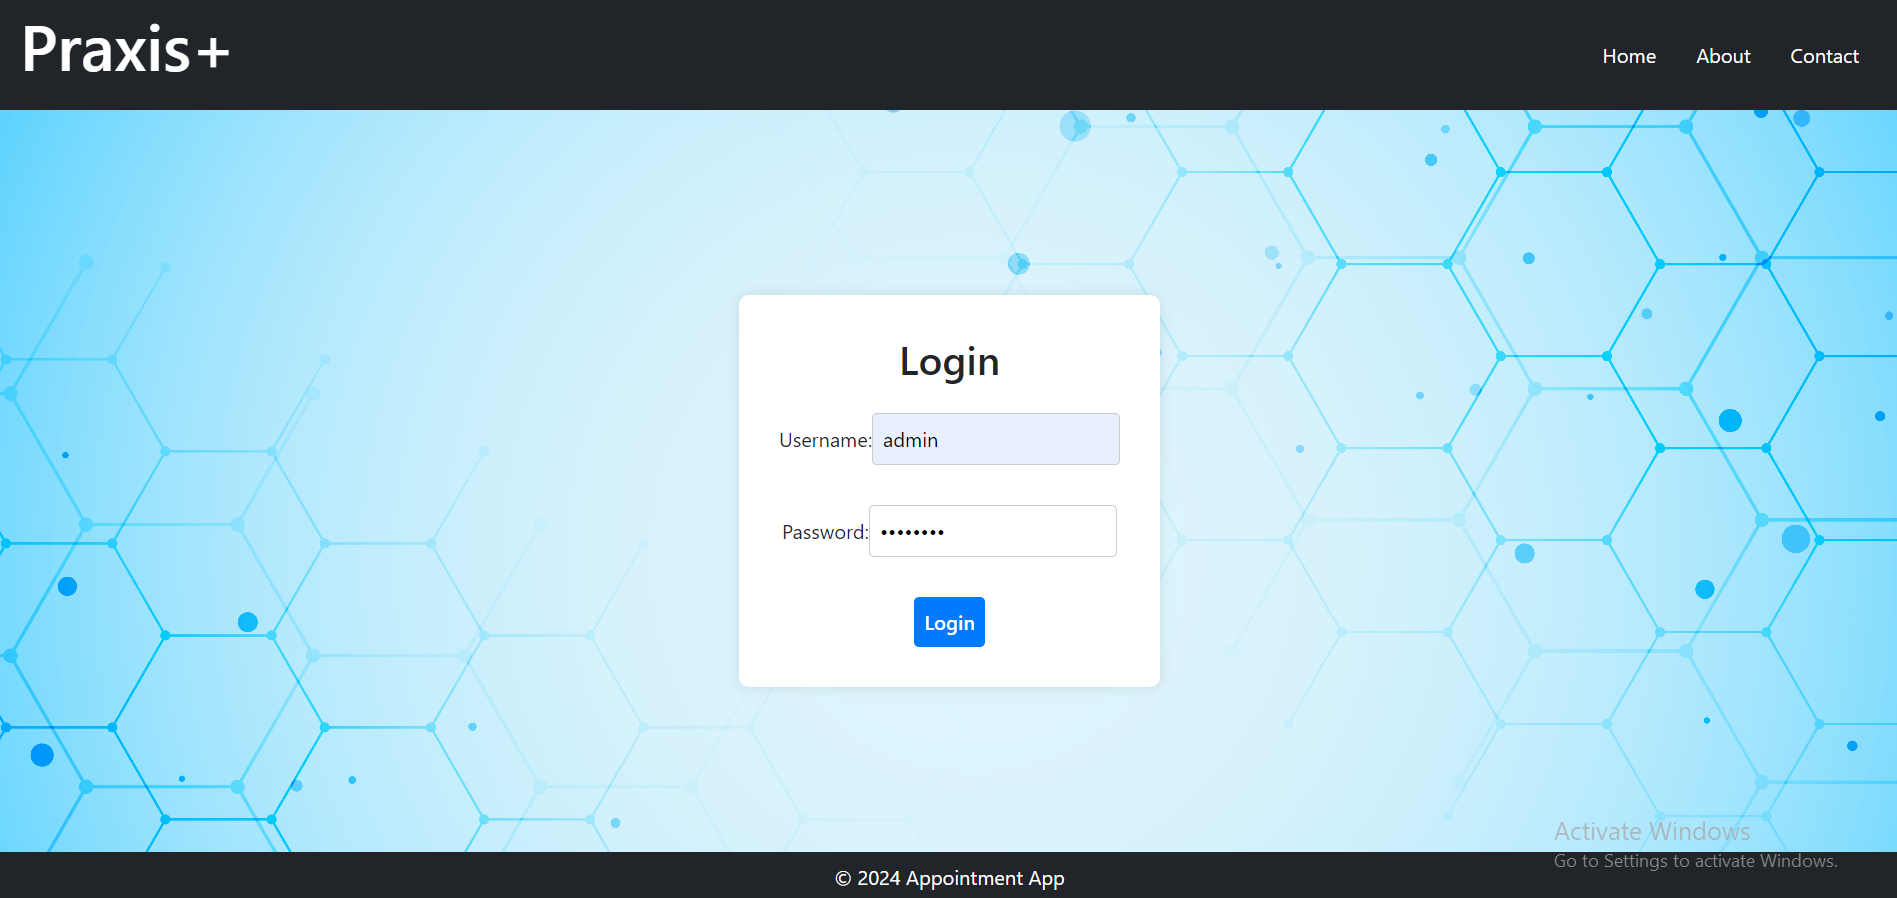 Praxis+
Home About Contact
Login
Username: admin
Password: ••••••••
Login
Activate Windows
Go to Settings to activate Windows.
© 2024 Appointment App